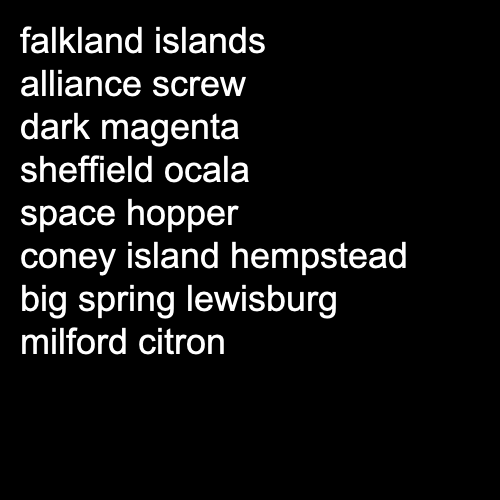 falkland islands
alliance screw
dark magenta
sheffield ocala
space hopper
coney island hempstead
big spring lewisburg
milford citron